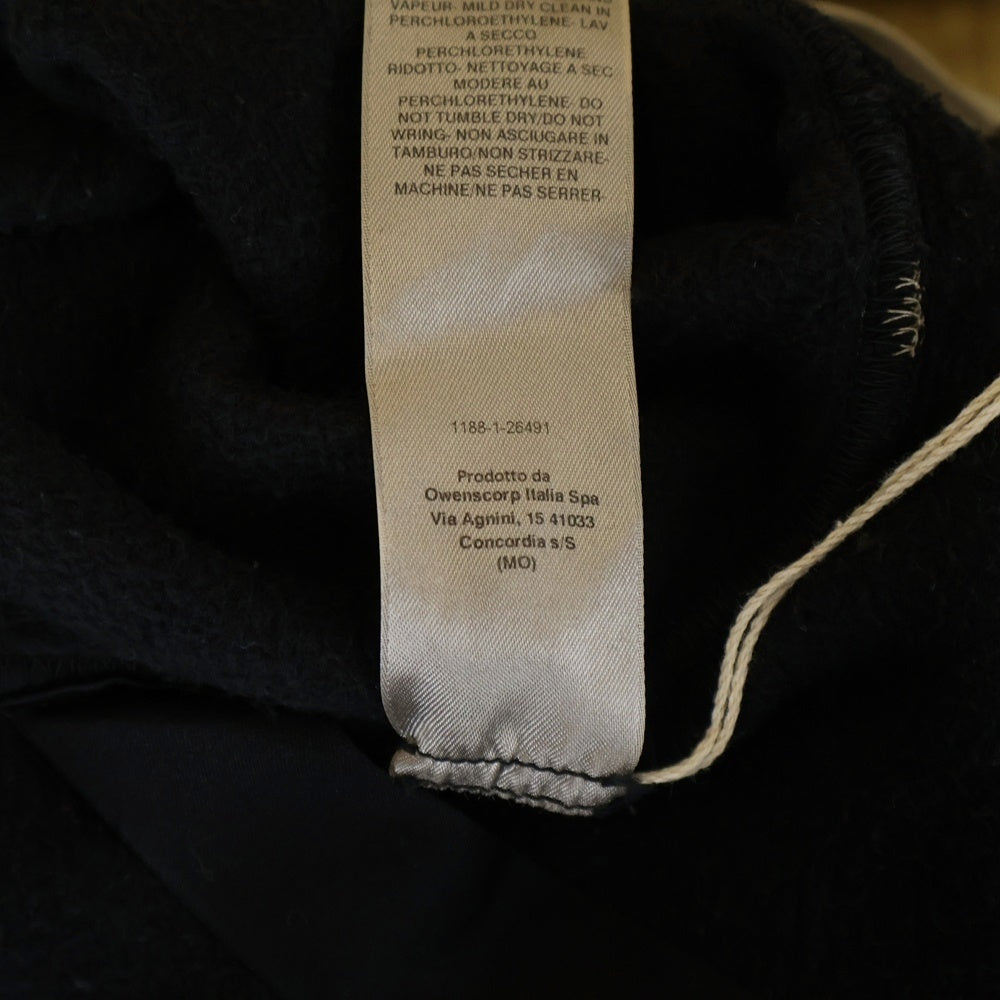 VAPEUR- MILD DRY CLEAN IN
PERCHLOROETHYLENE- LAV
A SECCO
PERCHLORETHYLENE
RIDOTTO- NETTOYAGE A SEC
MODERE AU
PERCHLORETHYLENE- DO
NOT TUMBLE DRY/DO NOT
WRING- NON ASCIUGARE IN
TAMBURO/NON STRIZZARE-
NE PAS SECHER EN
MACHINE/NE PAS SERRER-
1188-1-26491
Prodotto da
Owenscorp Italia Spa
Via Agnini, 15 41033
Concordia s/S
(MO)